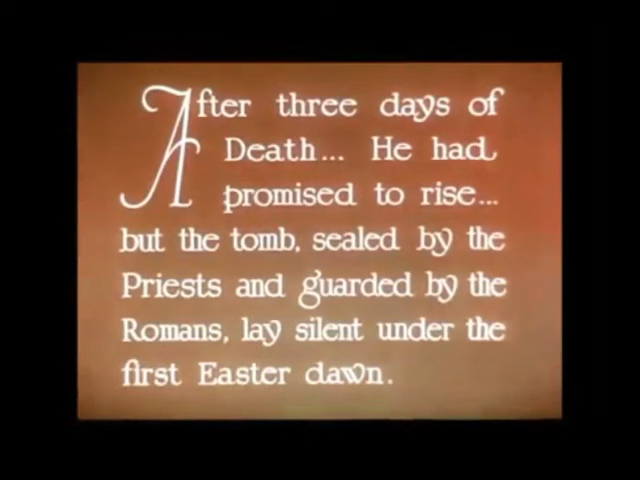 After three days of
Death... He had
promised to rise...
but the tomb, sealed by the
Priests and guarded by the
Romans, lay silent under the
first Easter dawn.